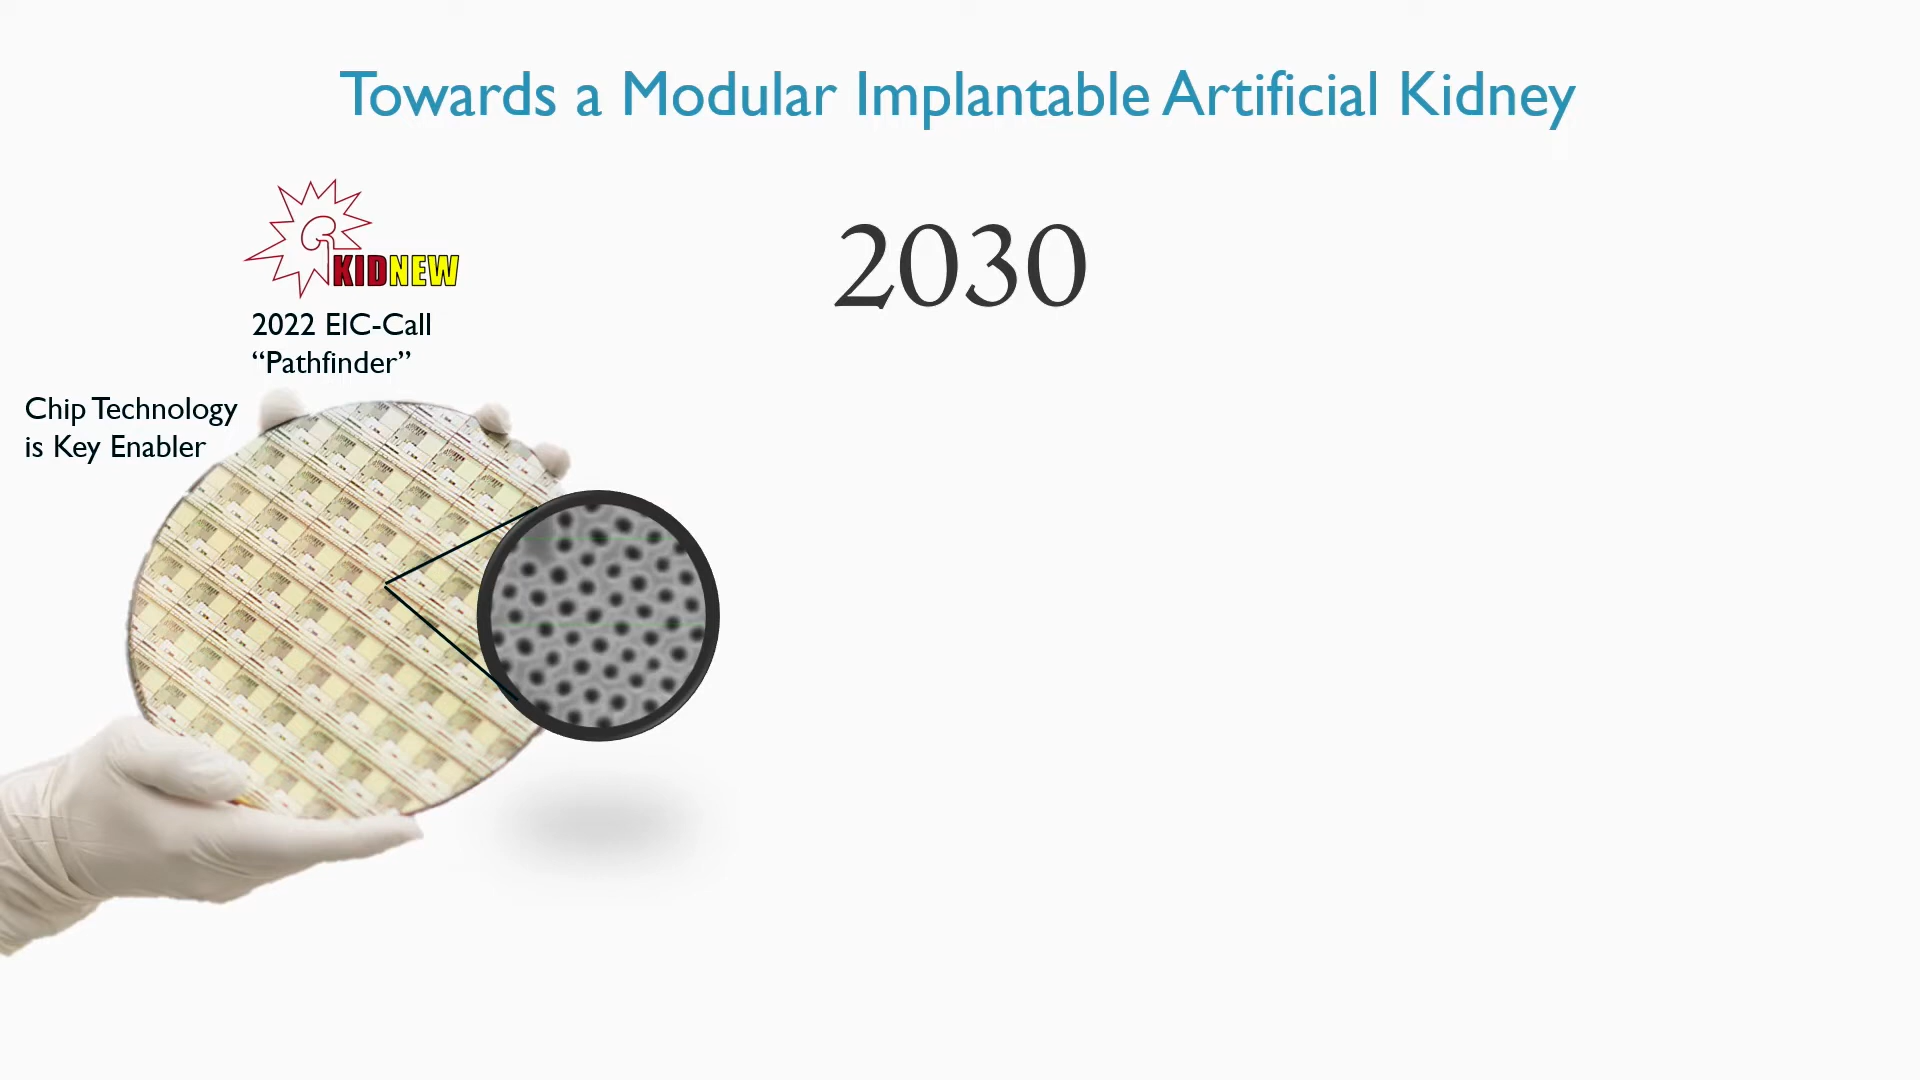 Towards a Modular Implantable Artificial Kidney
KIDNEW
2030
2022 EIC-Call
“Pathfinder”
Chip Technology
is Key Enabler